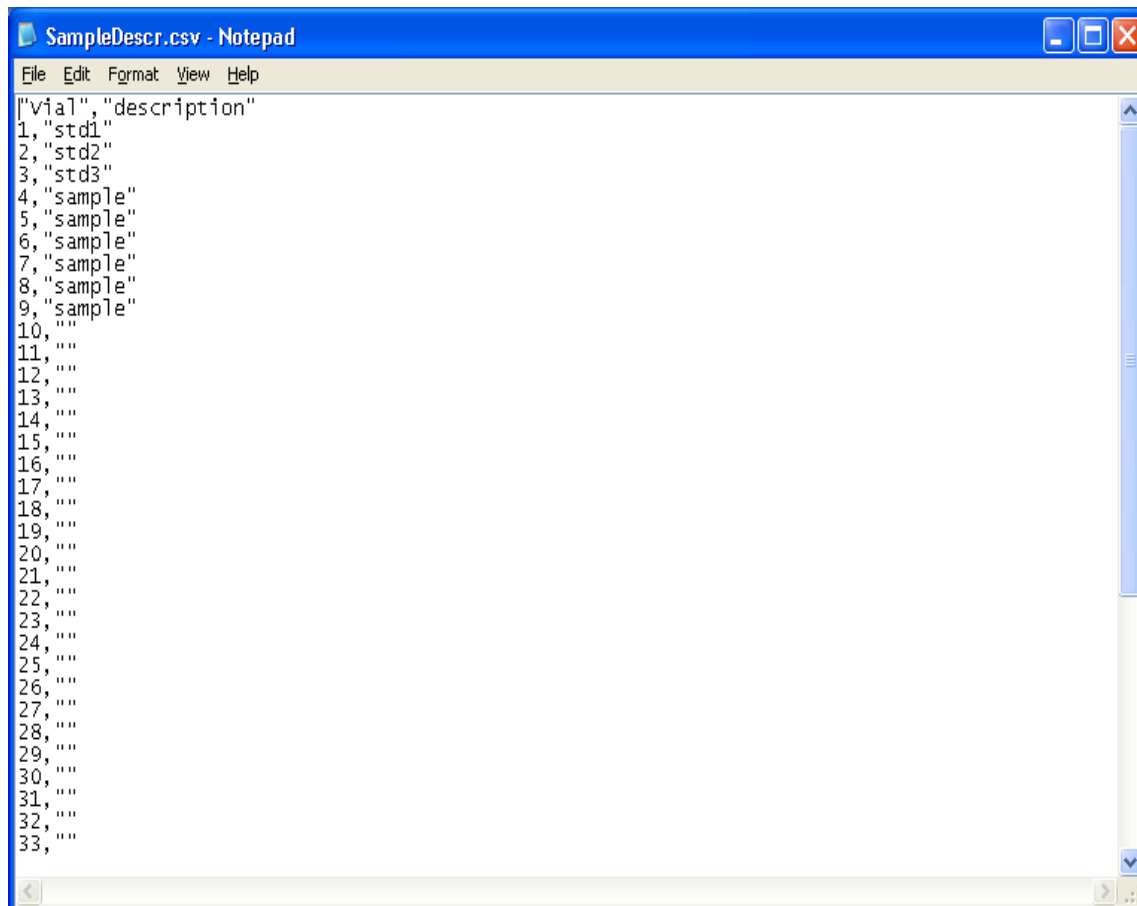 SampleDescr.csv - Notepad
File Edit Format View Help
"Vial","description"
1,"std1"
2,"std2"
3,"std3"
4,"sample"
5,"sample"
6,"sample"
7,"sample"
8,"sample"
9,"sample"
10,""
11,""
12,""
13,""
14,""
15,""
16,""
17,""
18,""
19,""
20,""
21,""
22,""
23,""
24,""
25,""
26,""
27,""
28,""
29,""
30,""
31,""
32,""
33,""